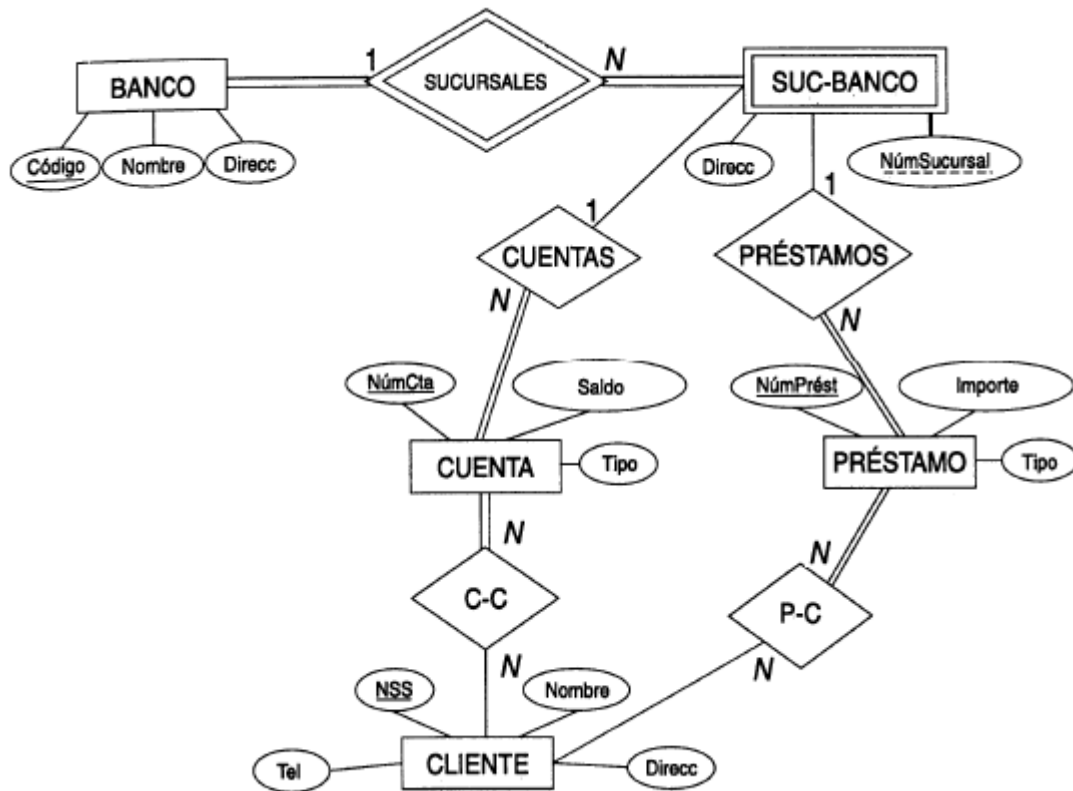 1
N
BANCO
SUCURSALES
SUC-BANCO
Código
Nombre
Direcc
Direcc
NúmSucursal
1
1
CUENTAS
PRÉSTAMOS
N
N
NúmCta
Saldo
NúmPrést
Importe
CUENTA
Tipo
PRÉSTAMO
Tipo
N
N
C-C
P-C
N
N
NSS
Nombre
Tel
CLIENTE
Direcc